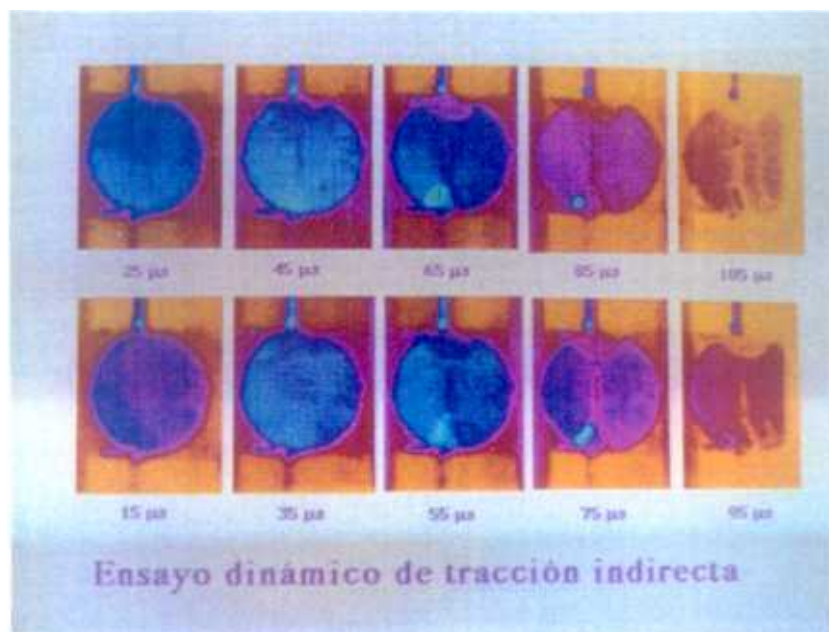 25 µs 45 µs 65 µs 85 µs 105 µs
15 µs 35 µs 55 µs 75 µs 95 µs
Ensayo dinámico de tracción indirecta